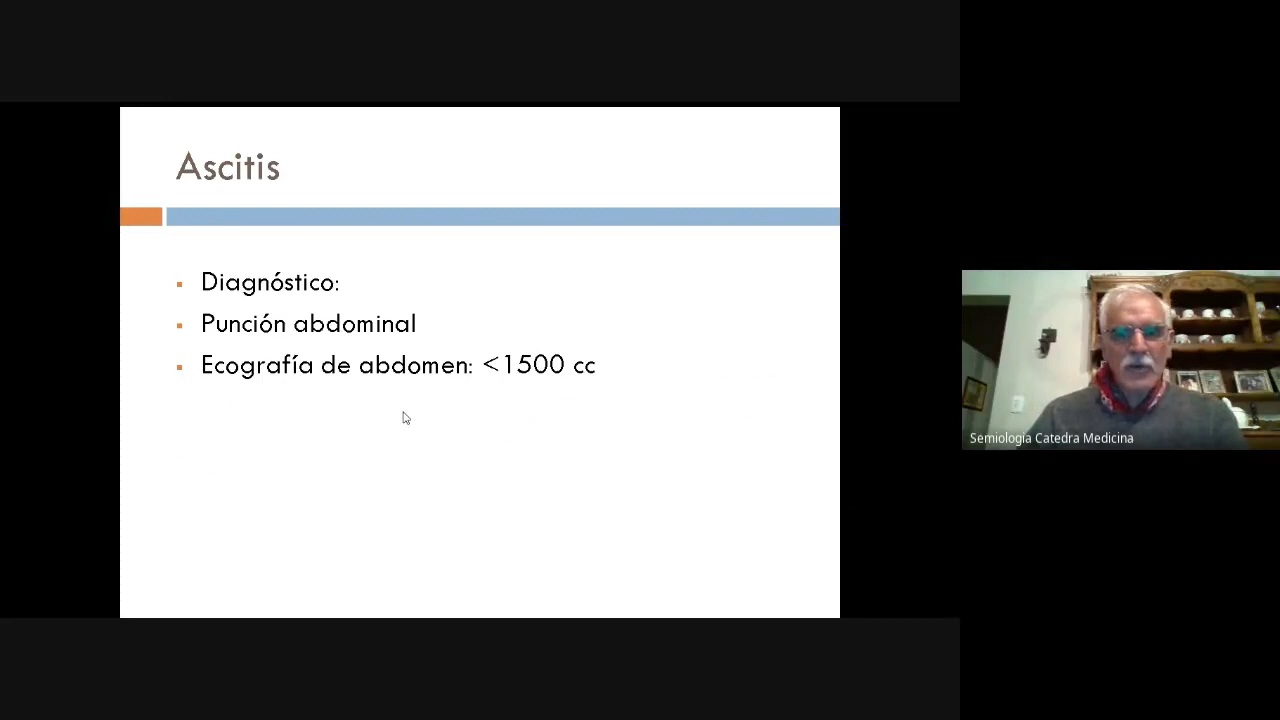 Ascitis
Diagnóstico:
Punción abdominal
Ecografía de abdomen: <1500 cc
Semiologia Catedra Medicina